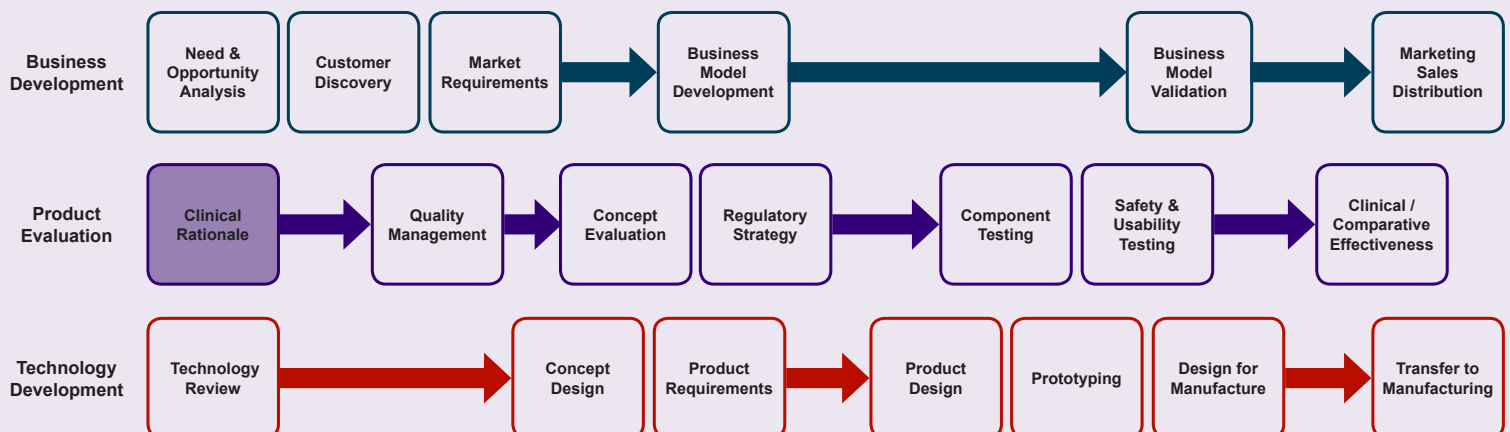 Business
Development
Need &
Opportunity
Analysis
Customer
Discovery
Market
Requirements
Business
Model
Development
Business
Model
Validation
Marketing
Sales
Distribution
Product
Evaluation
Clinical
Rationale
Quality
Management
Concept
Evaluation
Regulatory
Strategy
Component
Testing
Safety &
Usability
Testing
Clinical /
Comparative
Effectiveness
Technology
Development
Technology
Review
Concept
Design
Product
Requirements
Product
Design
Prototyping
Design for
Manufacture
Transfer to
Manufacturing